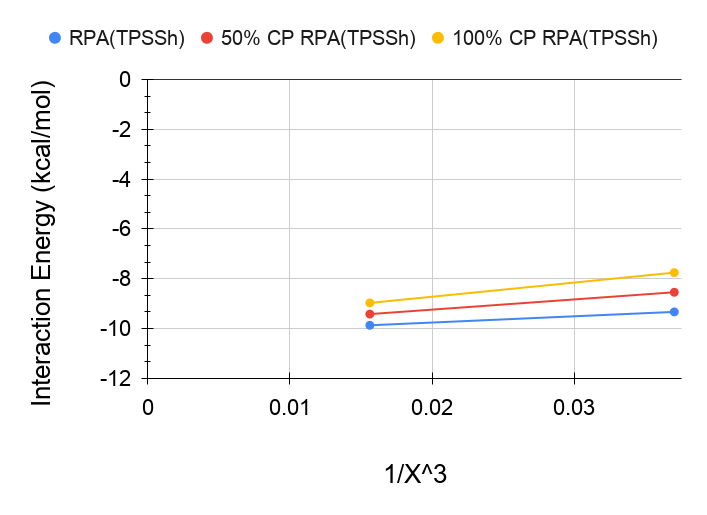 RPA(TPSSh) 50% CP RPA(TPSSh) 100% CP RPA(TPSSh)
Interaction Energy (kcal/mol)
0
-2
-4
-6
-8
-10
-12
0 0.01 0.02 0.03
1/X^3